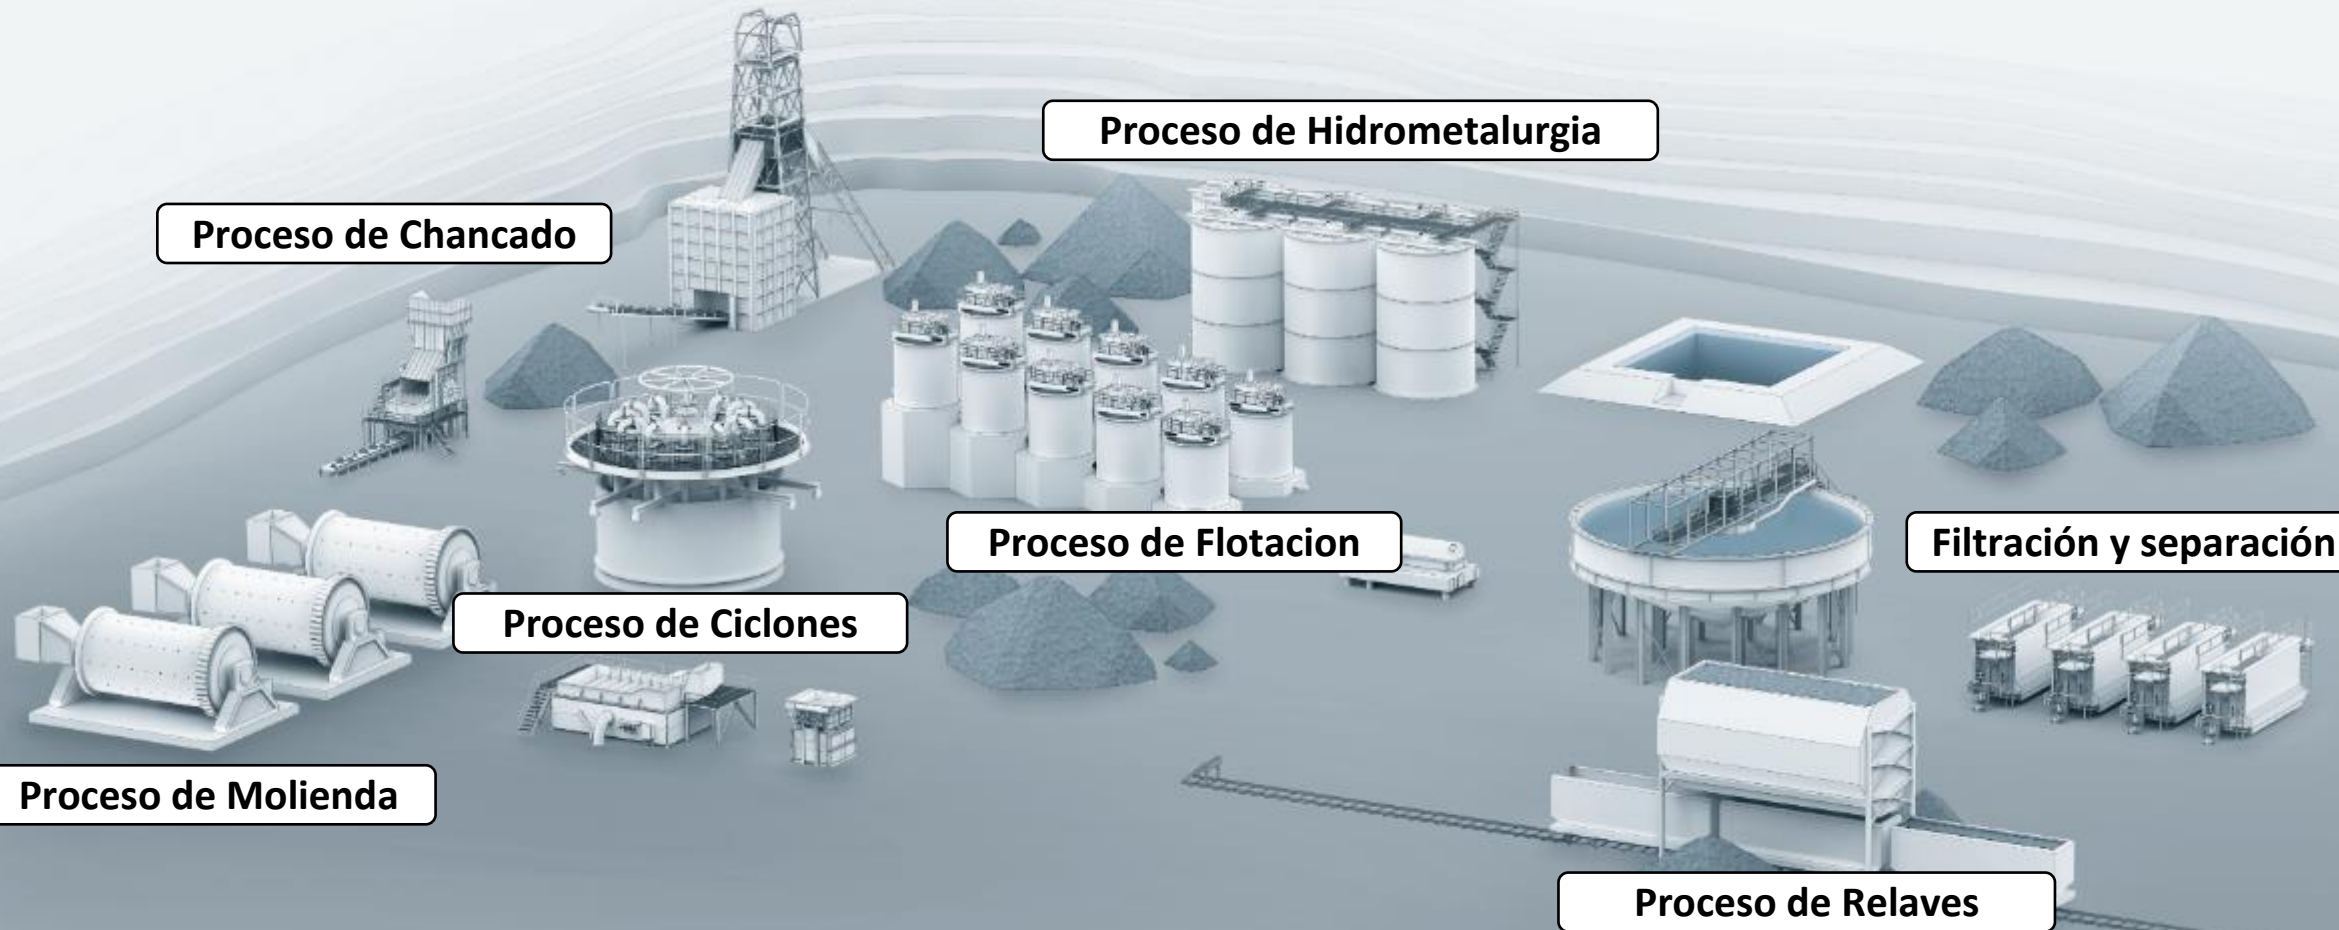 Proceso de Hidrometalurgia
Proceso de Chancado
Proceso de Flotacion
Filtración y separación
Proceso de Ciclones
Proceso de Molienda
Proceso de Relaves